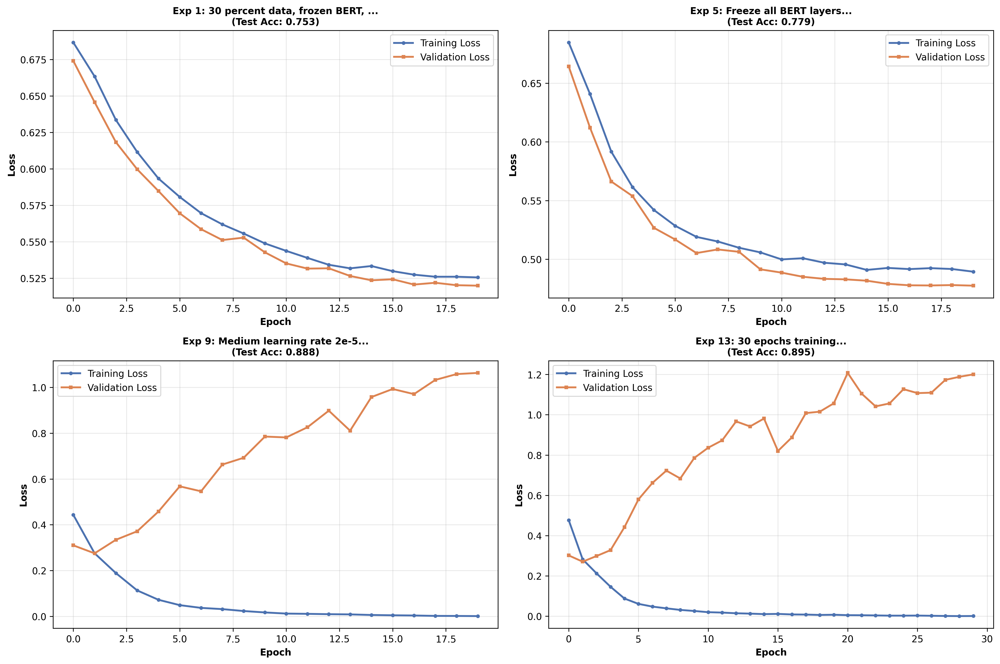 Exp 1: 30 percent data, frozen BERT, ...
(Test Acc: 0.753)
Training Loss
Validation Loss
0.675
0.650
0.625
0.600
0.575
0.550
0.525
Loss
0.0 2.5 5.0 7.5 10.0 12.5 15.0 17.5
Epoch
Exp 5: Freeze all BERT layers...
(Test Acc: 0.779)
Training Loss
Validation Loss
0.65
0.60
0.55
0.50
Loss
0.0 2.5 5.0 7.5 10.0 12.5 15.0 17.5
Epoch
Exp 9: Medium learning rate 2e-5...
(Test Acc: 0.888)
Training Loss
Validation Loss
1.0
0.8
0.6
0.4
0.2
0.0
Loss
0.0 2.5 5.0 7.5 10.0 12.5 15.0 17.5
Epoch
Exp 13: 30 epochs training...
(Test Acc: 0.895)
Training Loss
Validation Loss
1.2
1.0
0.8
0.6
0.4
0.2
0.0
Loss
0 5 10 15 20 25 30
Epoch